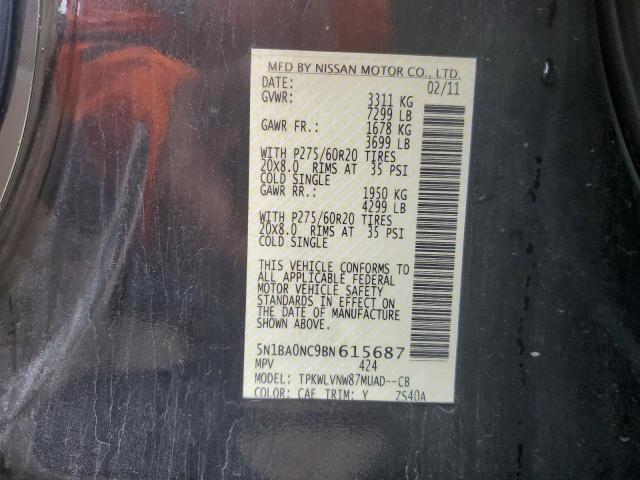 MFD BY NISSAN MOTOR CO., LTD.
DATE: 02/11
GVWR: 3311 KG
7299 LB
GAWR FR.: 1678 KG
3699 LB
WITH P275/60R20 TIRES
20X8.0 RIMS AT 35 PSI
COLD SINGLE
GAWR RR.: 1950 KG
4299 LB
WITH P275/60R20 TIRES
20X8.0 RIMS AT 35 PSI
COLD SINGLE
THIS VEHICLE CONFORMS TO
ALL APPLICABLE FEDERAL
MOTOR VEHICLE SAFETY
STANDARDS IN EFFECT ON
THE DATE OF MANUFACTURE
SHOWN ABOVE.
5N1BA0NC9BN615687
MPV 424
MODEL: TPKWLVNW87MUAD--CB
COLOR: CAE TRIM: Y ZS40A